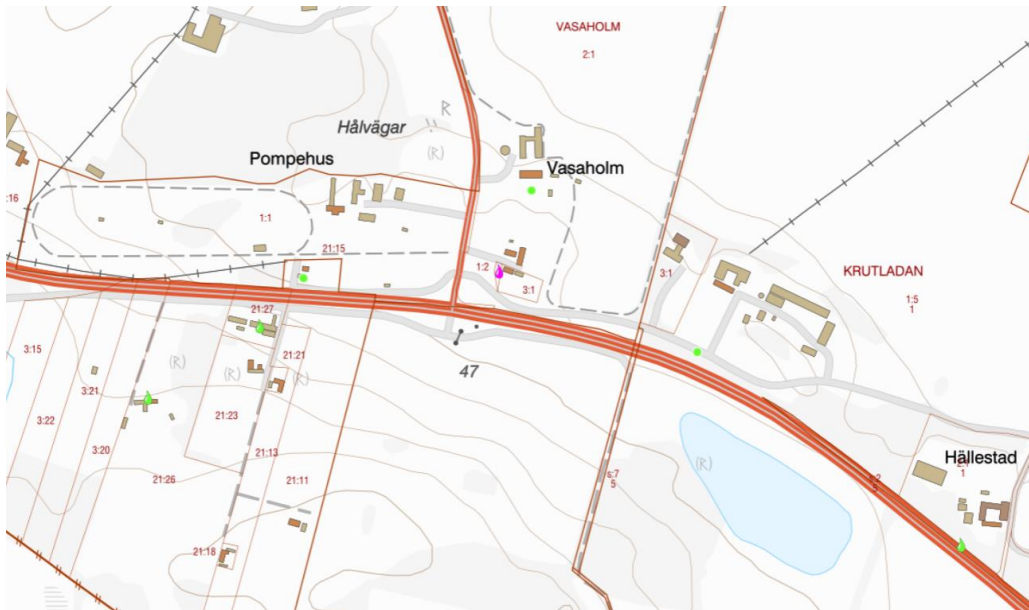 VASAHOLM
2:1
R
Hålvägar
(R)
Pompehus
Vasaholm
:16
1:1
21:15
1:2
3:1
3:1
KRUTLADAN
1:5
1
21:27
3:15
(R)
21:21
(R)
47
3:21
3:22
21:23
3:20
21:13
(R)
Hällestad
21:26
21:11
s:7
5
1
21:18